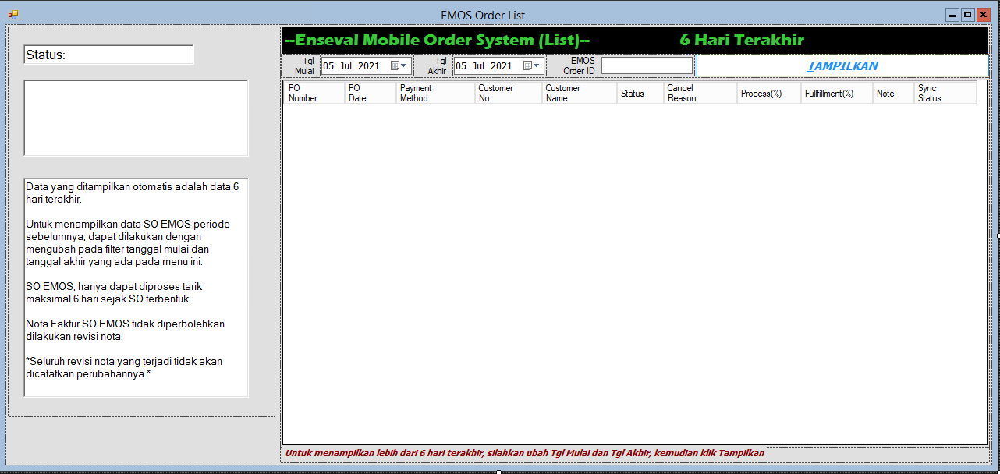 EMOS Order List
Status:
Data yang ditampilkan otomatis adalah data 6
hari terakhir.
Untuk menampilkan data SO EMOS periode
sebelumnya, dapat dilakukan dengan
mengubah pada filter tanggal mulai dan
tanggal akhir yang ada pada menu ini.
SO EMOS, hanya dapat diproses tarik
maksimal 6 hari sejak SO terbentuk
Nota Faktur SO EMOS tidak diperbolehkan
dilakukan revisi nota.
*Seluruh revisi nota yang terjadi tidak akan
dicatatkan perubahannya.*
--Enseval Mobile Order System (List)-- 6 Hari Terakhir
Tgl
Mulai
05 Jul 2021
Tgl
Akhir
05 Jul 2021
EMOS
Order ID
TAMPILKAN
PO
Number
PO
Date
Payment
Method
Customer
No.
Customer
Name
Status
Cancel
Reason
Process(%)
Fullfillment(%)
Note
Sync
Status
Untuk menampilkan lebih dari 6 hari terakhir, silahkan ubah Tgl Mulai dan Tgl Akhir, kemudian klik Tampilkan